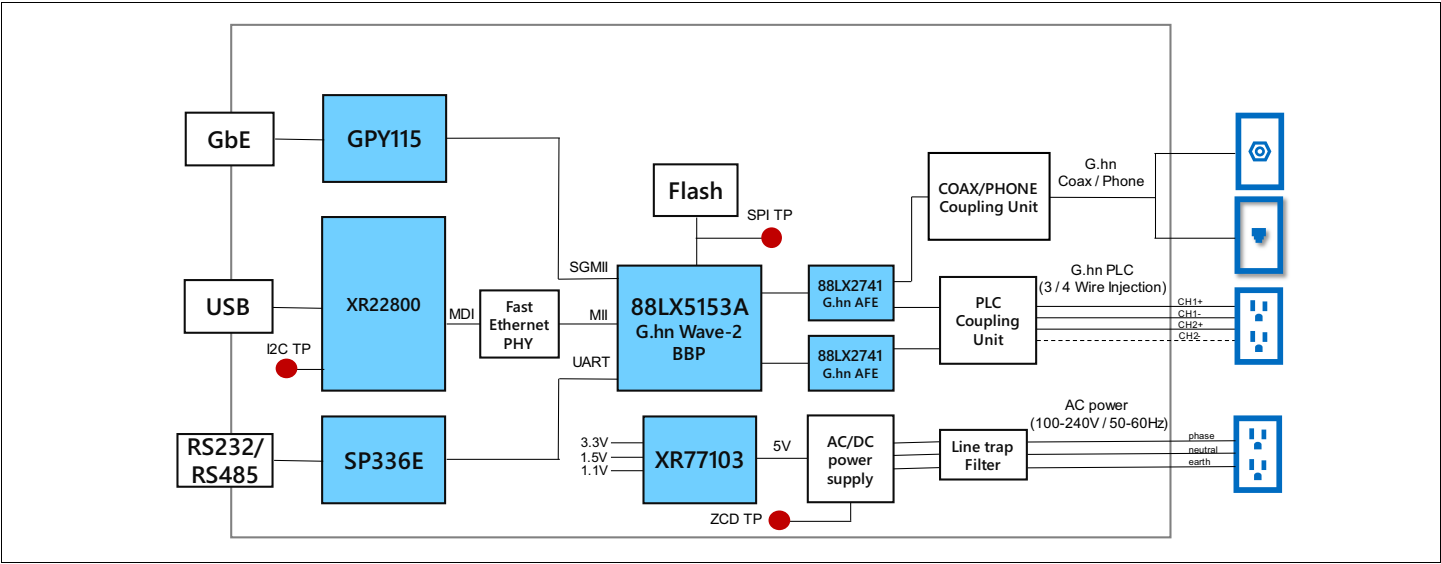 GbE
GPY115
Flash
SPI TP
COAX/PHONE
Coupling Unit
G.hn
Coax / Phone
USB
XR22800
I2C TP
MDI
Fast
Ethernet
PHY
SGMII
MII
UART
88LX5153A
G.hn Wave-2
BBP
88LX2741
G.hn AFE
88LX2741
G.hn AFE
PLC
Coupling
Unit
G.hn PLC
(3 / 4 Wire Injection)
CH1+
CH1-
CH2+
CH2-
RS232/
RS485
SP336E
3.3V
1.5V
1.1V
XR77103
5V
AC/DC
power
supply
ZCD TP
Line trap
Filter
AC power
(100-240V / 50-60Hz)
phase
neutral
earth